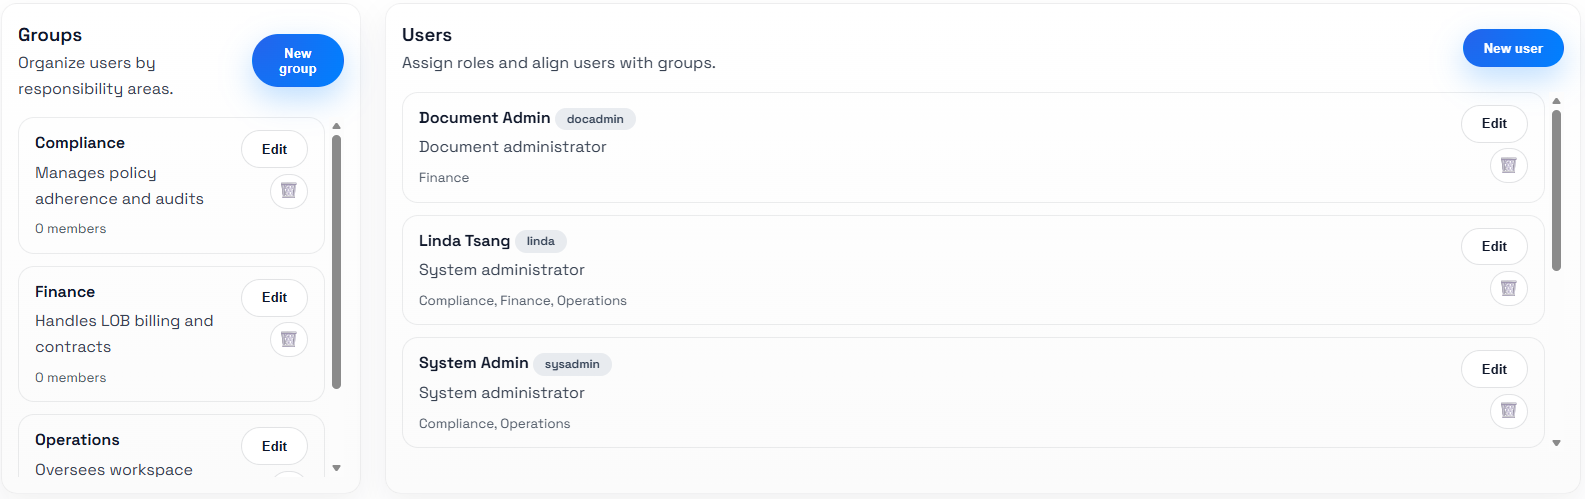 Groups
Organize users by
responsibility areas.
New
group
Compliance
Edit
Manages policy
adherence and audits
0 members
Finance
Edit
Handles LOB billing and
contracts
0 members
Operations
Edit
Oversees workspace
Users
Assign roles and align users with groups.
New user
Document Admin docadmin
Edit
Document administrator
Finance
Linda Tsang linda
Edit
System administrator
Compliance, Finance, Operations
System Admin sysadmin
Edit
System administrator
Compliance, Operations